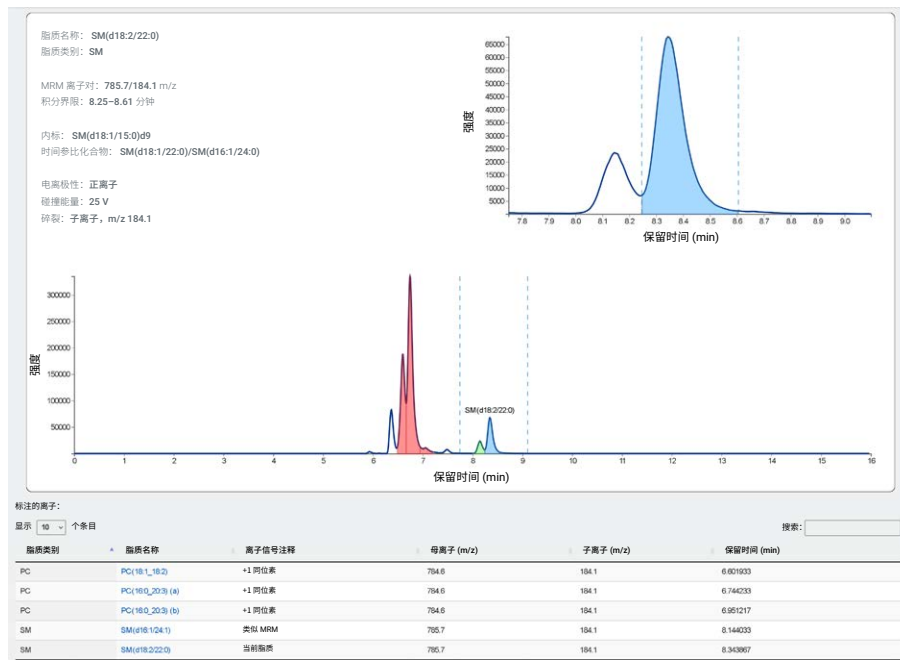 脂质名称： SM(d18:2/22:0)
脂质类别：SM
MRM 离子对：785.7/184.1 m/z
积分界限：8.25–8.61 分钟
内标： SM(d18:1/15:0)d9
时间参比化合物： SM(d18:1/22:0)/SM(d16:1/24:0)
电离极性：正离子
碰撞能量：25 V
碎裂：子离子，m/z 184.1
65000
60000
55000
50000
45000
40000
35000
30000
25000
20000
15000
10000
5000
强度
7.8 7.9 8.0 8.1 8.2 8.3 8.4 8.5 8.6 8.7 8.8 8.9 9.0
保留时间 (min)
300000
250000
200000
150000
100000
50000
强度
SM(d18:2/22:0)
0 1 2 3 4 5 6 7 8 9 10 11 12 13 14 15 16
保留时间 (min)
标注的离子：
显示 10 个条目 搜索：
脂质类别 脂质名称 离子信号注释 母离子 (m/z) 子离子 (m/z) 保留时间 (min)
PC PC(18:1_18:2) +1 同位素 784.6 184.1 6.601933
PC PC(16:0_20:3) (a) +1 同位素 784.6 184.1 6.744233
PC PC(16:0_20:3) (b) +1 同位素 784.6 184.1 6.951217
SM SM(d16:1/24:1) 类似 MRM 785.7 184.1 8.144033
SM SM(d18:2/22:0) 当前脂质 785.7 184.1 8.343867